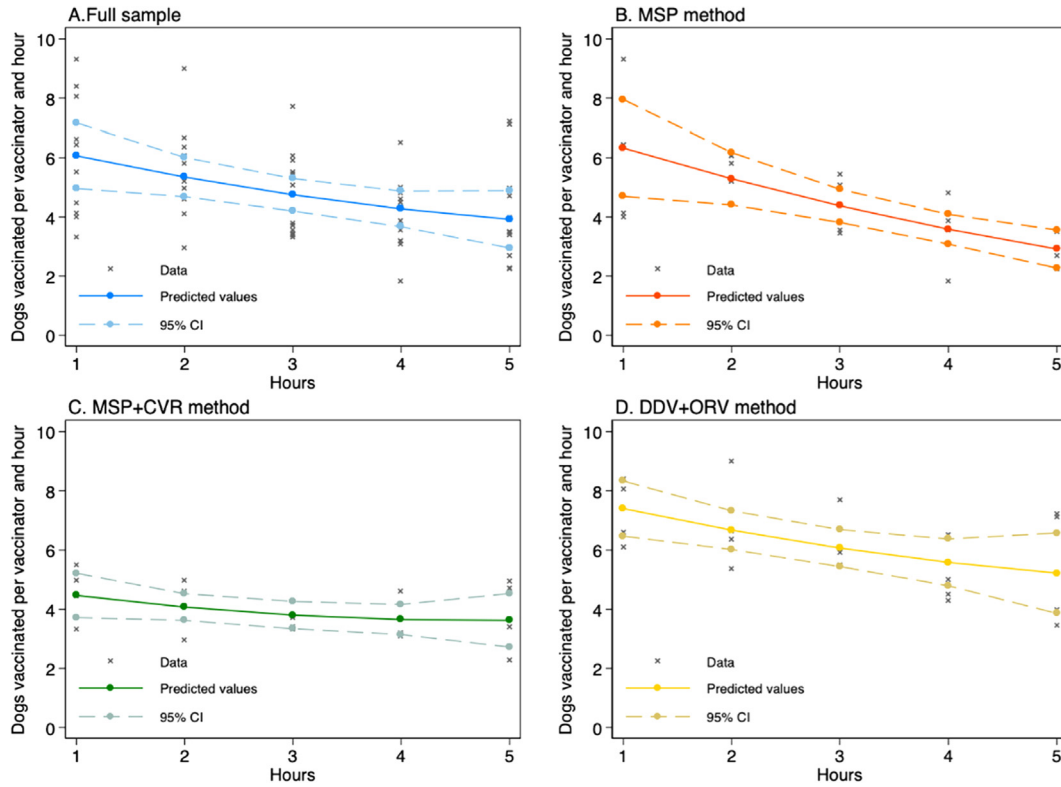 A.Full sample
Dogs vaccinated per vaccinator and hour
10
8
6
4
2
0
Data
Predicted values
95% CI
1 2 3 4 5
Hours
B. MSP method
Dogs vaccinated per vaccinator and hour
10
8
6
4
2
0
Data
Predicted values
95% CI
1 2 3 4 5
Hours
C. MSP+CVR method
Dogs vaccinated per vaccinator and hour
10
8
6
4
2
0
Data
Predicted values
95% CI
1 2 3 4 5
Hours
D. DDV+ORV method
Dogs vaccinated per vaccinator and hour
10
8
6
4
2
0
Data
Predicted values
95% CI
1 2 3 4 5
Hours